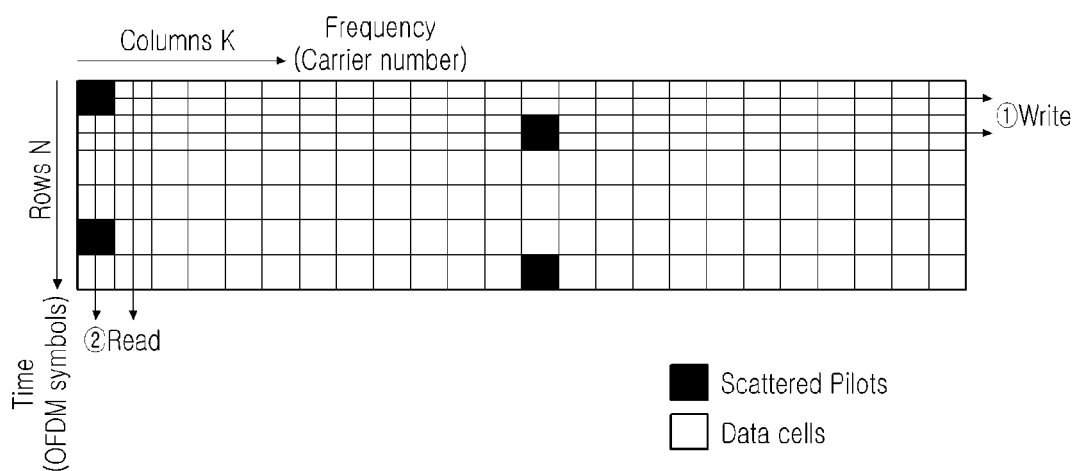 Columns K
Frequency
(Carrier number)
①Write
Rows N
②Read
Time
(OFDM symbols)
Scattered Pilots
Data cells